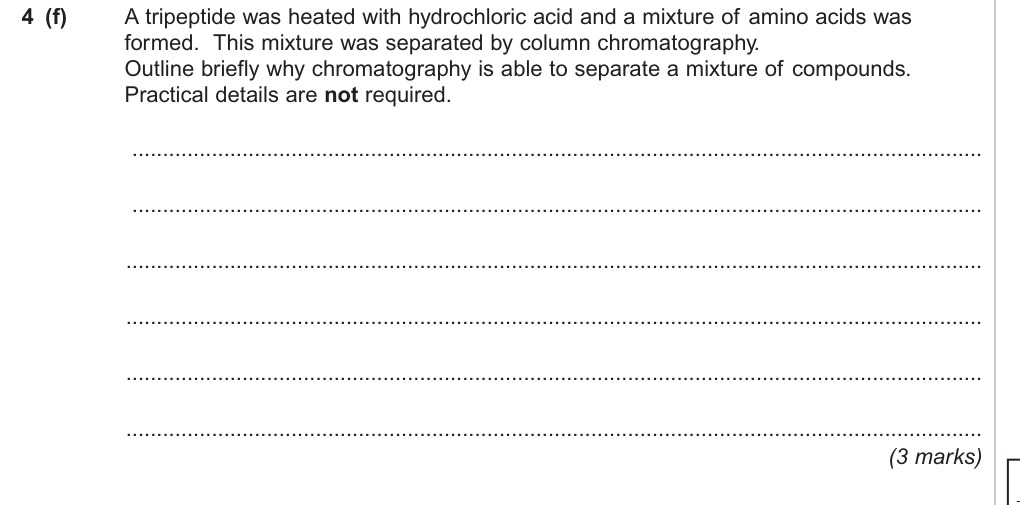 4 (f) A tripeptide was heated with hydrochloric acid and a mixture of amino acids was
formed. This mixture was separated by column chromatography.
Outline briefly why chromatography is able to separate a mixture of compounds.
Practical details are not required.
(3 marks)